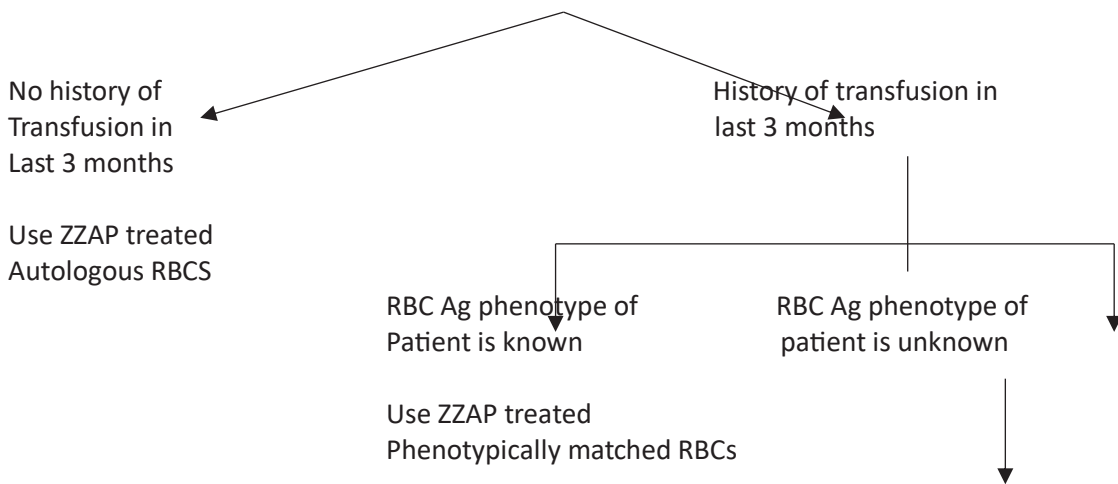 No history of
Transfusion in
Last 3 months
Use ZZAP treated
Autologous RBCS
History of transfusion in
last 3 months
RBC Ag phenotype of
Patient is known
Use ZZAP treated
Phenotypically matched RBCs
RBC Ag phenotype of
patient is unknown